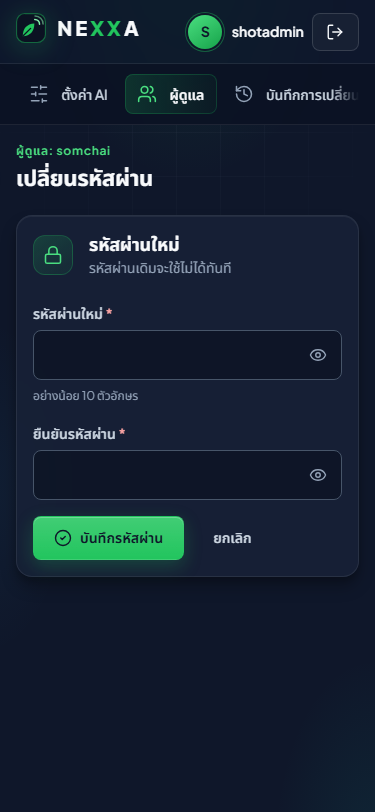 NEXXA
S
shotadmin
ตั้งค่า AI
ผู้ดูแล
บันทึกการเปลี่ยน
ผู้ดูแล: somchai
เปลี่ยนรหัสผ่าน
รหัสผ่านใหม่
รหัสผ่านเดิมจะใช้ไม่ได้ทันที
รหัสผ่านใหม่ *
อย่างน้อย 10 ตัวอักษร
ยืนยันรหัสผ่าน *
บันทึกรหัสผ่าน
ยกเลิก